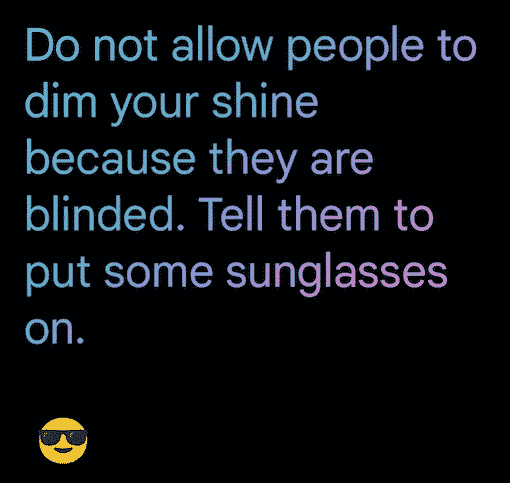 Do not allow people to
dim your shine
because they are
blinded. Tell them to
put some sunglasses
on.